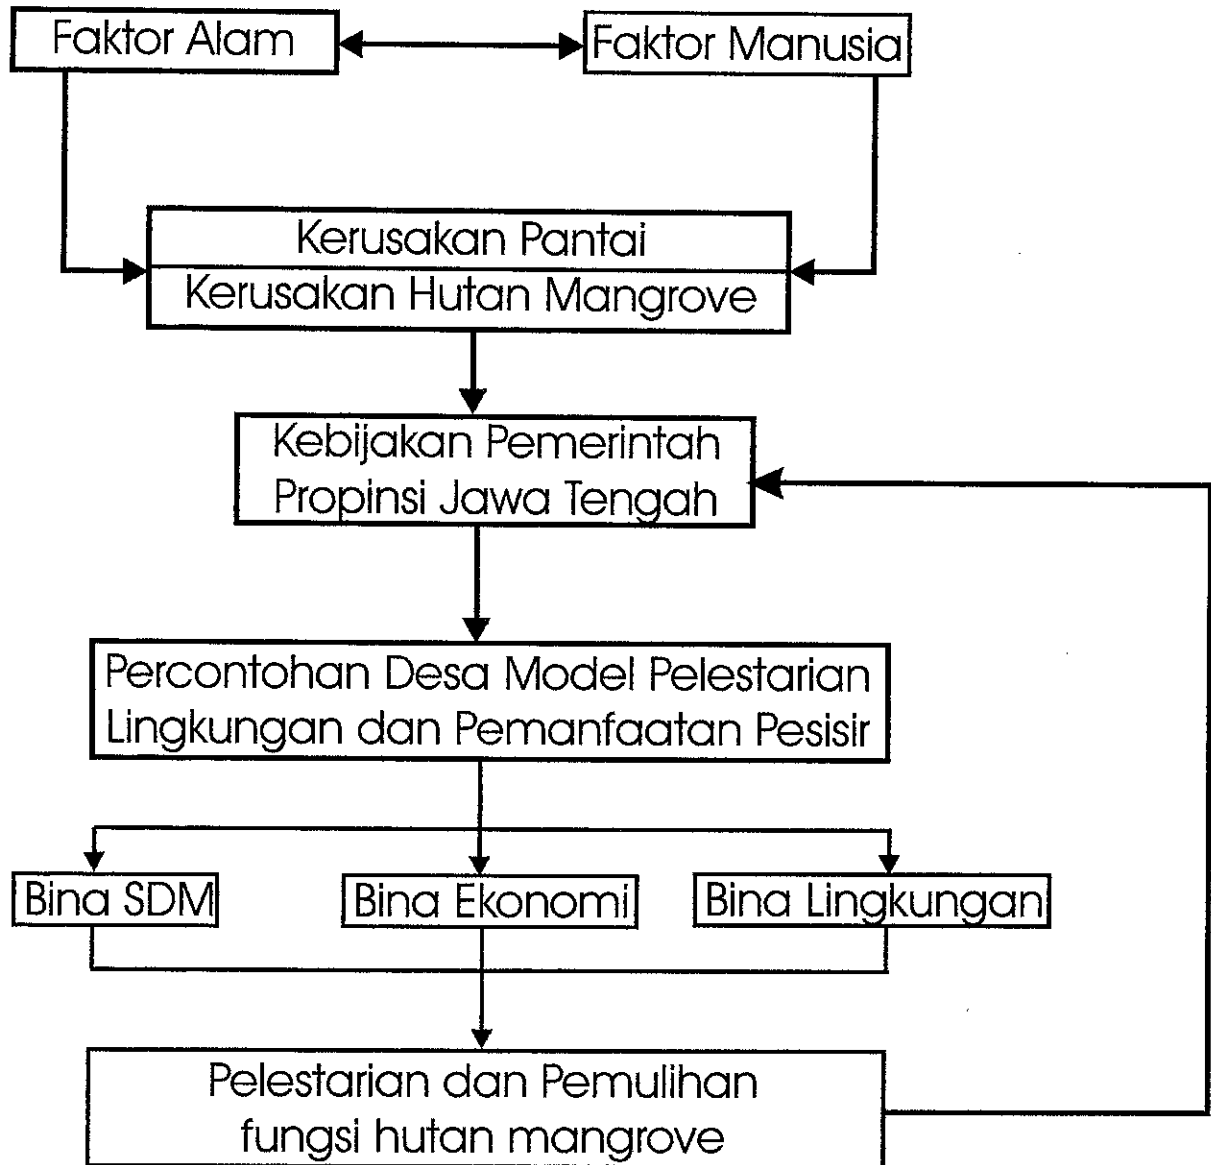 Faktor Alam
Faktor Manusia
Kerusakan Pantai
Kerusakan Hutan Mangrove
Kebijakan Pemerintah
Propinsi Jawa Tengah
Percontohan Desa Model Pelestarian
Lingkungan dan Pemanfaatan Pesisir
Bina SDM
Bina Ekonomi
Bina Lingkungan
Pelestarian dan Pemulihan
fungsi hutan mangrove